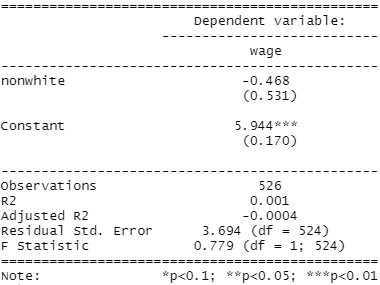 Dependent variable:
wage
nonwhite -0.468
(0.531)
Constant 5.944***
(0.170)
Observations 526
R2 0.001
Adjusted R2 -0.0004
Residual Std. Error 3.694 (df = 524)
F Statistic 0.779 (df = 1; 524)
Note: *p<0.1; **p<0.05; ***p<0.01